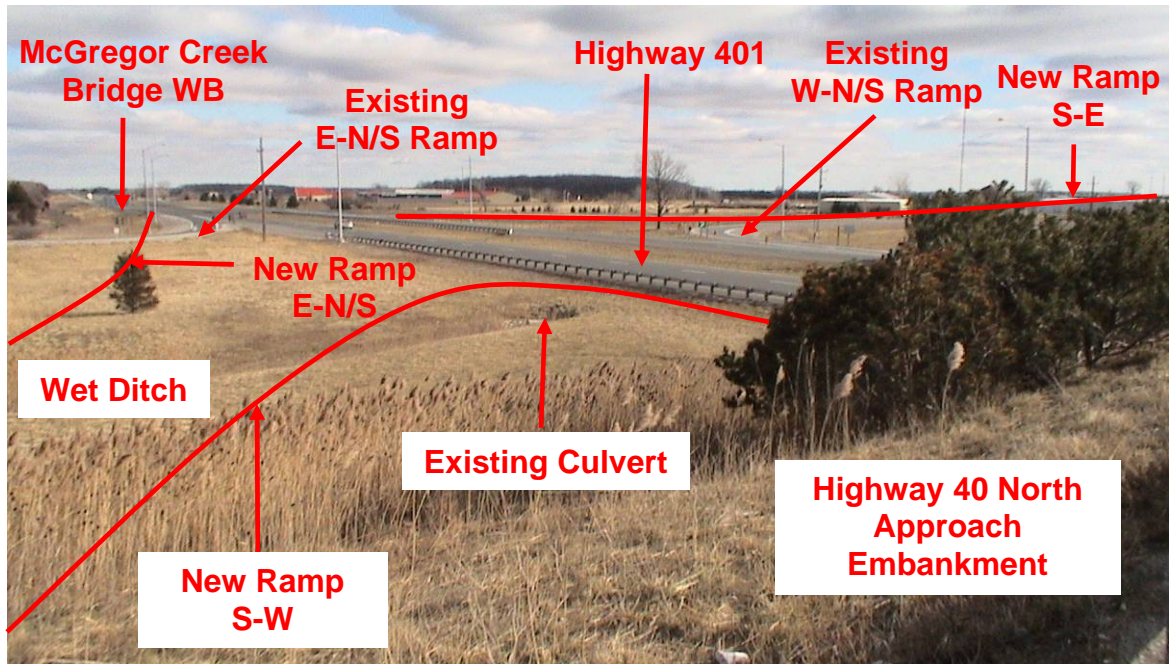 McGregor Creek
Bridge WB
Existing
E-N/S Ramp
Highway 401
Existing
W-N/S Ramp
New Ramp
S-E
New Ramp
E-N/S
Wet Ditch
Existing Culvert
Highway 40 North
Approach
Embankment
New Ramp
S-W